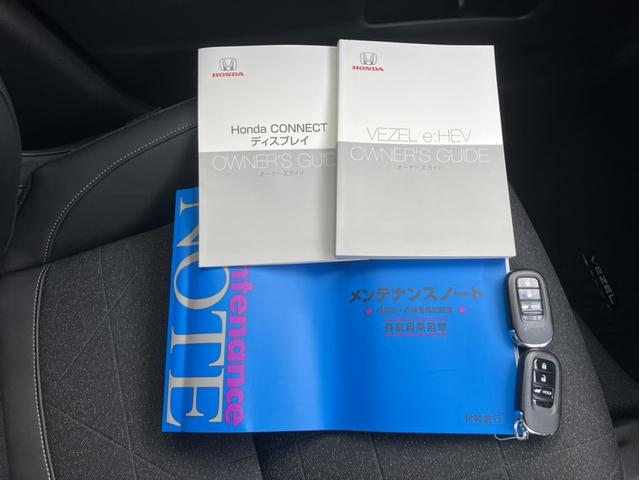 HONDA
Honda CONNECT
ディスプレイ
OWNER'S GUID
オーナーズガイド
HONDA
VEZEL e:HEV
OWNER'S GUIDE
オーナーズガイド
ntenance
NOTE
メンテナンスノート
自家用乗用車
VEZEL